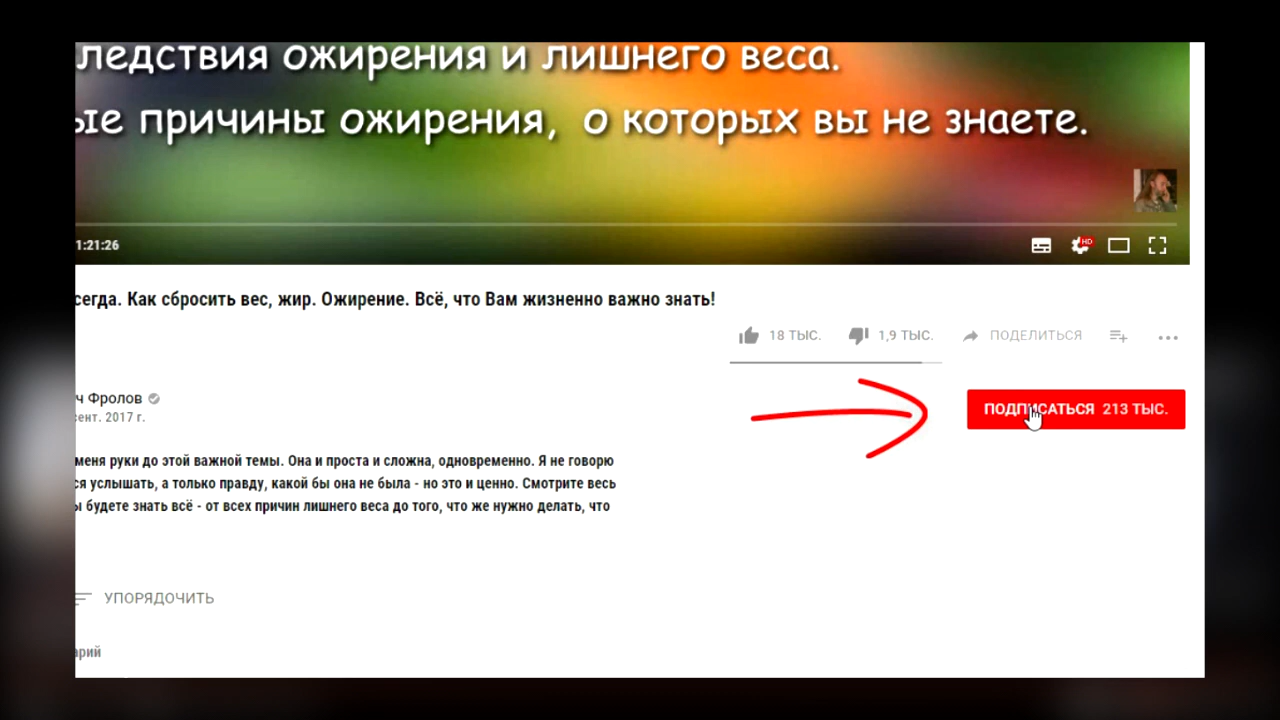 ледствия ожирения и лишнего веса.
ые причины ожирения, о которых вы не знаете.
1:21:26
HD
сегда. Как сбросить вес, жир. Ожирение. Всё, что Вам жизненно важно знать!
18 ТЫС. 1,9 ТЫС. ПОДЕЛИТЬСЯ
ч Фролов
сент. 2017 г.
ПОДПИСАТЬСЯ 213 ТЫС.
меня руки до этой важной темы. Она и проста и сложна, одновременно. Я не говорю
ся услышать, а только правду, какой бы она не была - но это и ценно. Смотрите весь
ы будете знать всё - от всех причин лишнего веса до того, что же нужно делать, что
УПОРЯДОЧИТЬ
арий